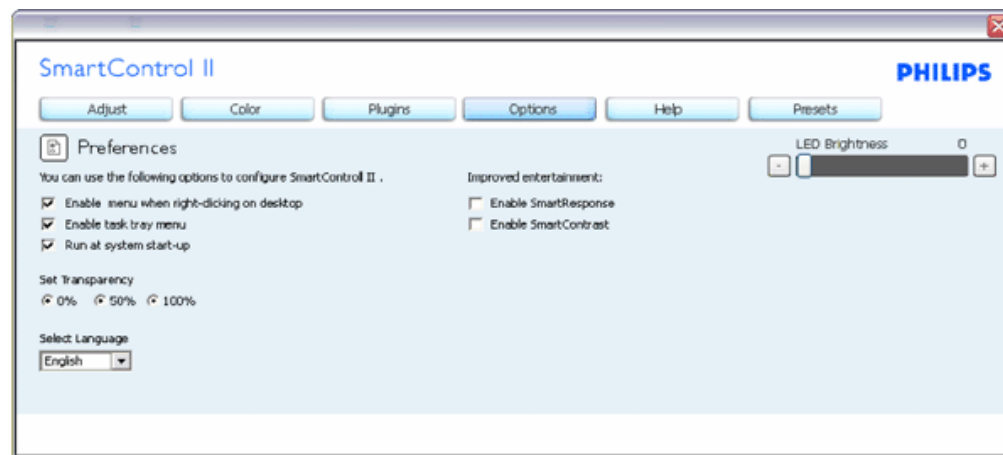 SmartControl II
PHILIPS
Adjust Color Plugins Options Help Presets
Preferences
LED Brightness 0
You can use the following options to configure SmartControl II .
Improved entertainment:
Enable menu when right-clicking on desktop
Enable SmartResponse
Enable task tray menu
Enable SmartContrast
Run at system start-up
Set Transparency
0% 50% 100%
Select Language
English